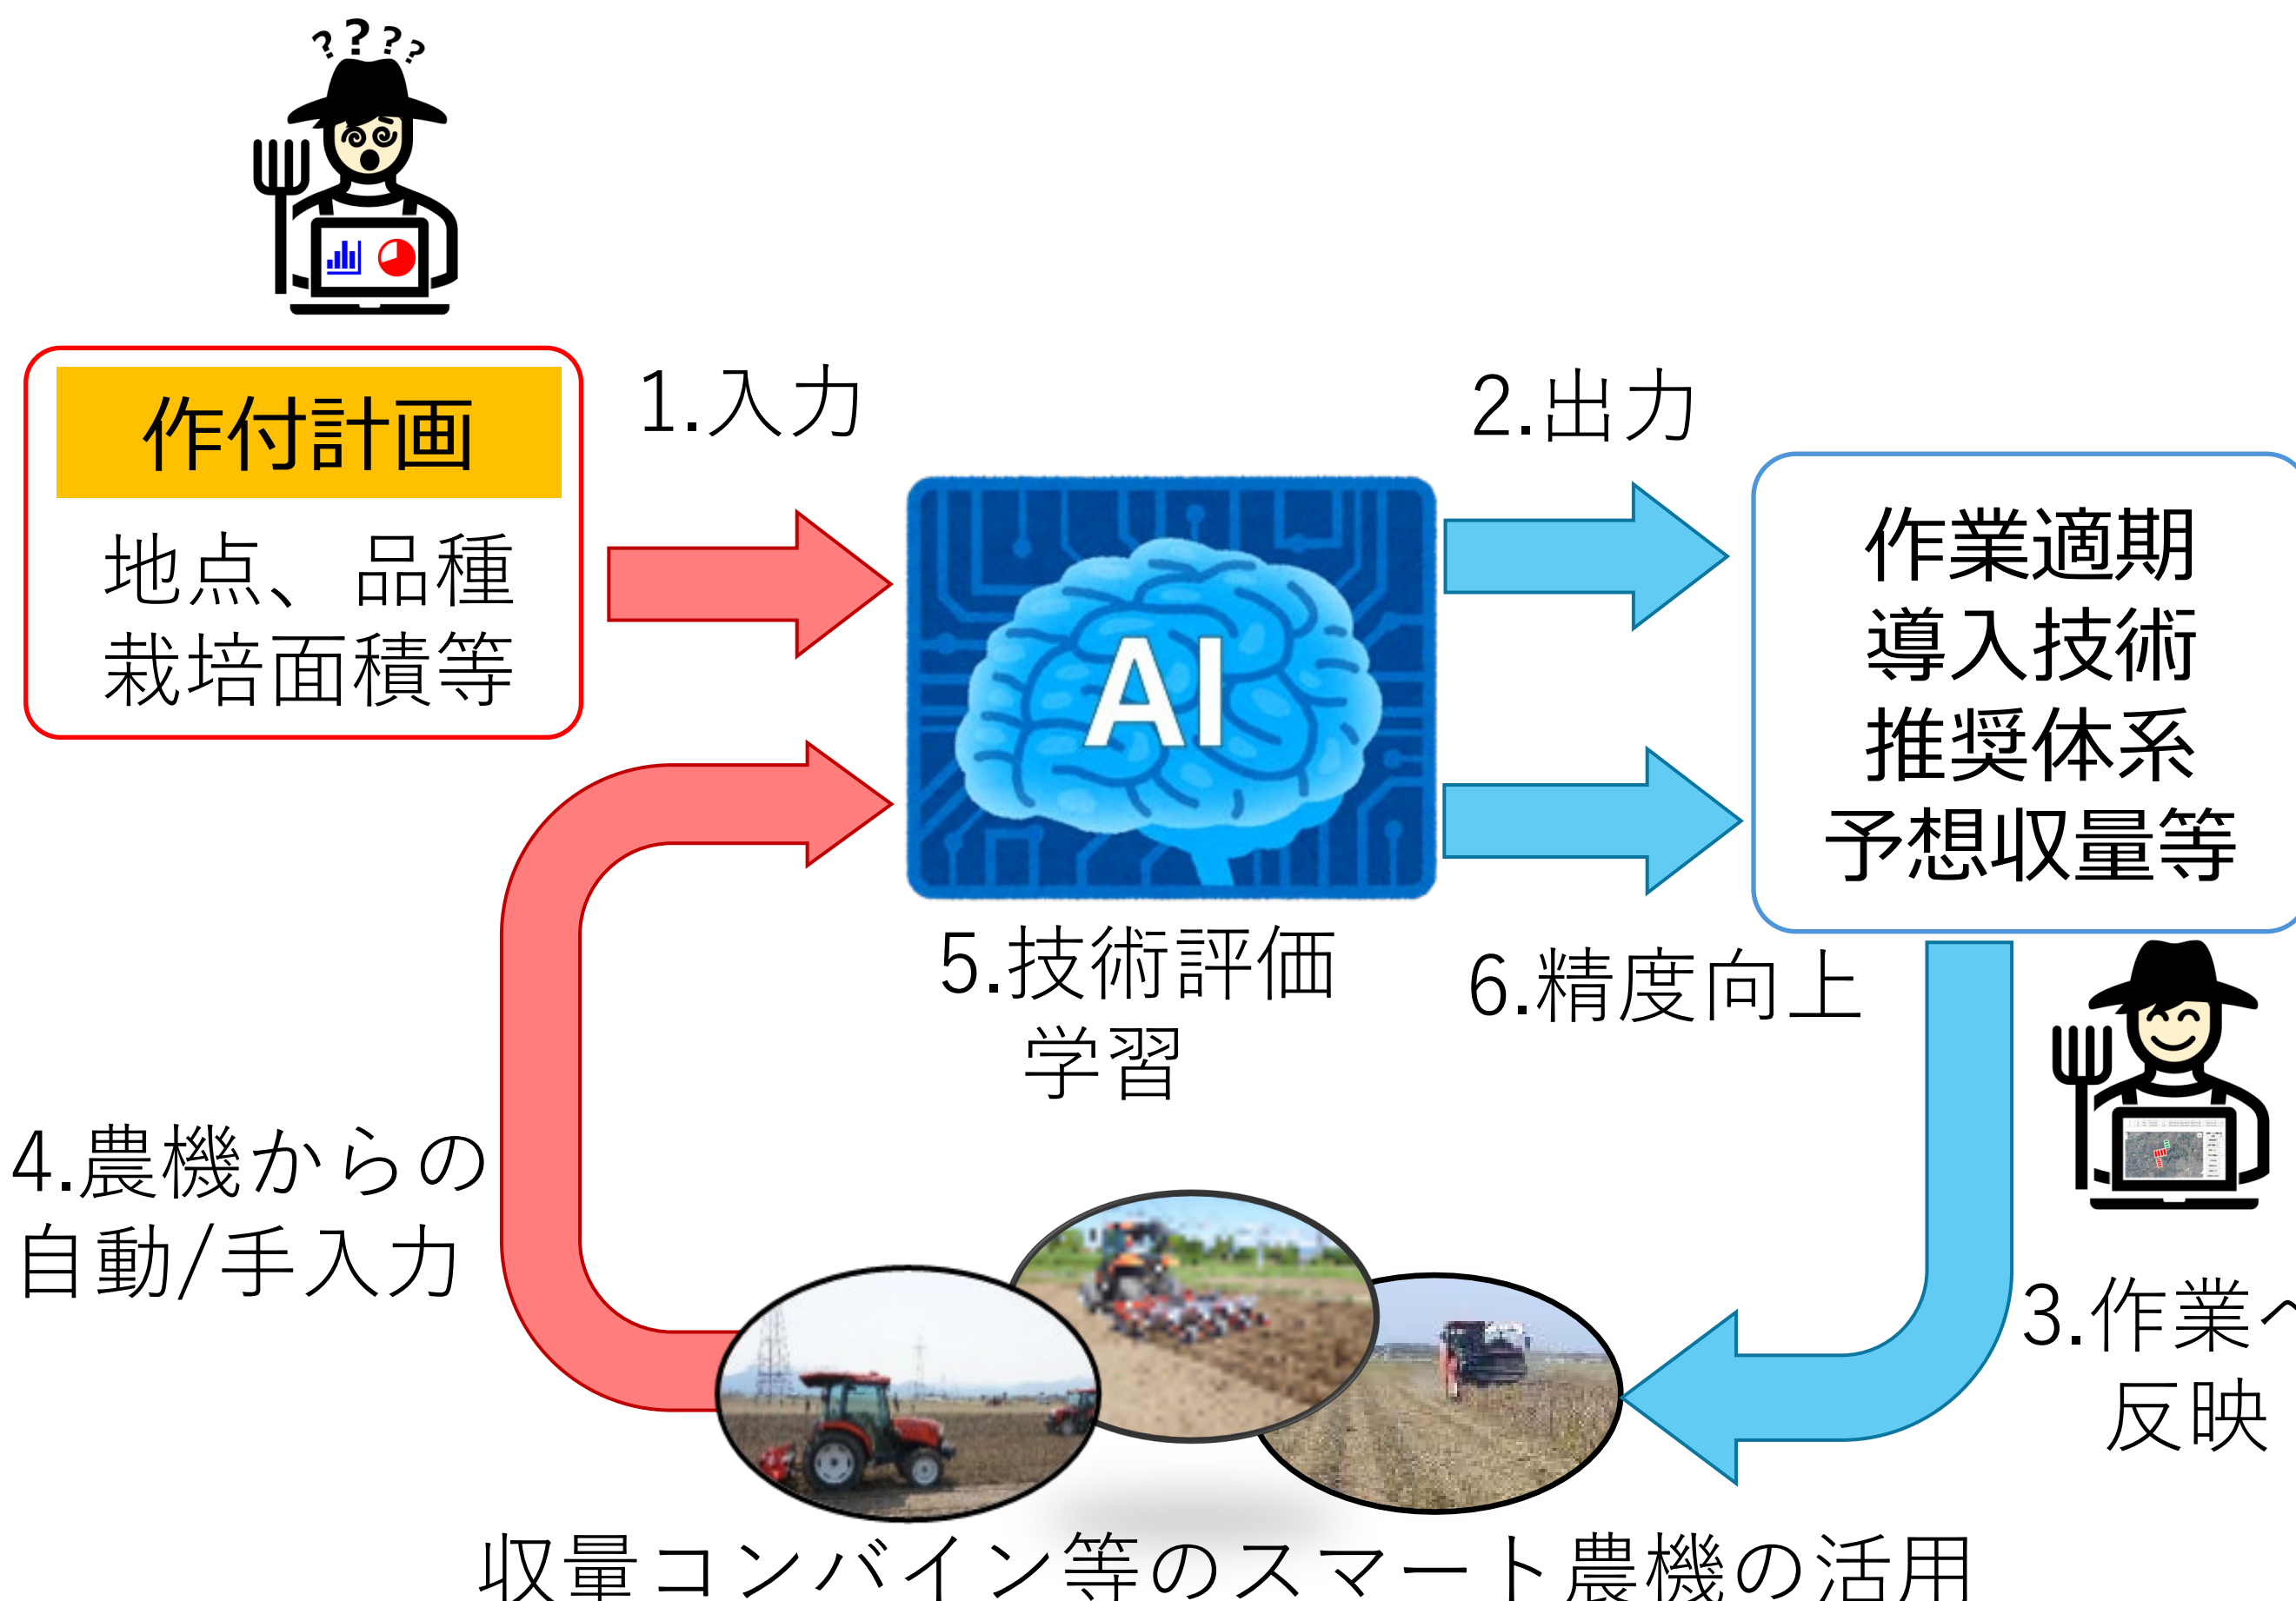 ? ? ? ?
作付計画
地点、品種
栽培面積等
1.入力
2.出力
AI
作業適期
導入技術
推奨体系
予想収量等
5.技術評価
学習
6.精度向上
4.農機からの
自動/手入力
3.作業へ
反映
収量コンバイン等のスマート農機の活用